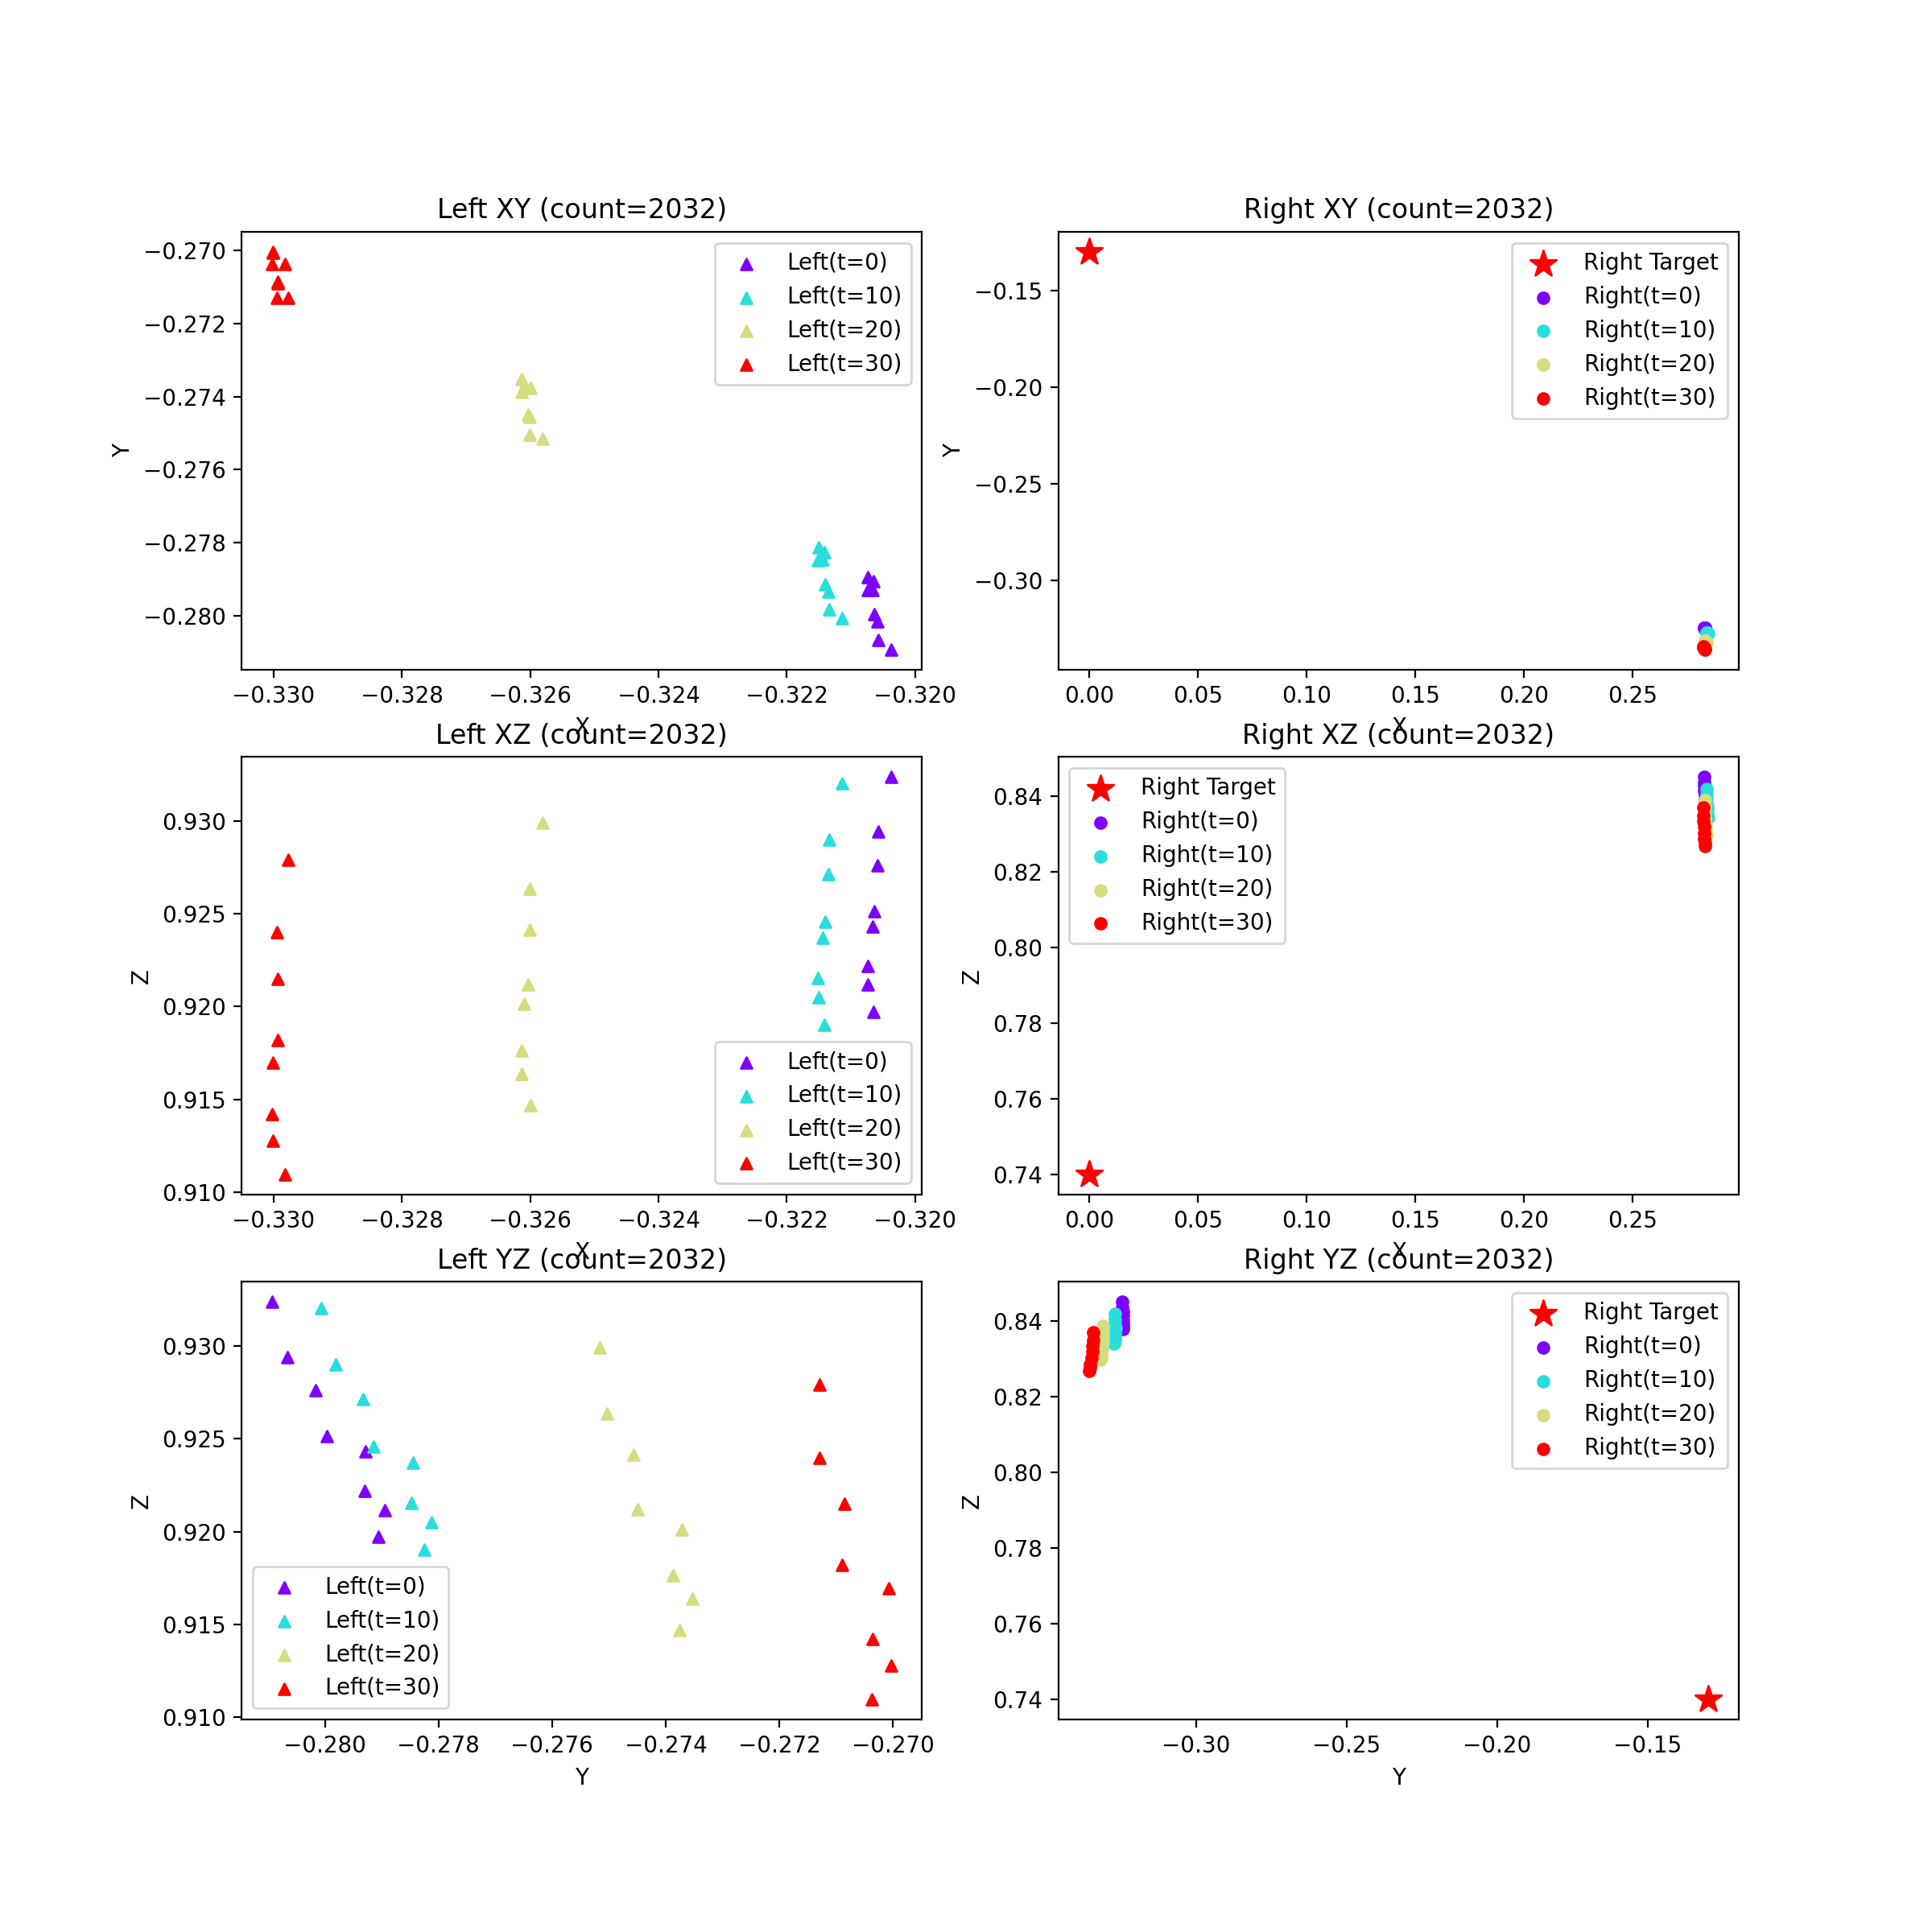 Left XY (count=2032)
−0.270
−0.272
−0.274
−0.276
−0.278
−0.280
Y
Left(t=0)
Left(t=10)
Left(t=20)
Left(t=30)
−0.330 −0.328 −0.326 −0.324 −0.322 −0.320
X
Right XY (count=2032)
−0.15
−0.20
−0.25
−0.30
Y
Right Target
Right(t=0)
Right(t=10)
Right(t=20)
Right(t=30)
0.00 0.05 0.10 0.15 0.20 0.25
X
Left XZ (count=2032)
0.930
0.925
0.920
0.915
0.910
Z
Left(t=0)
Left(t=10)
Left(t=20)
Left(t=30)
−0.330 −0.328 −0.326 −0.324 −0.322 −0.320
X
Right XZ (count=2032)
0.84
0.82
0.80
0.78
0.76
0.74
Z
Right Target
Right(t=0)
Right(t=10)
Right(t=20)
Right(t=30)
0.00 0.05 0.10 0.15 0.20 0.25
X
Left YZ (count=2032)
0.930
0.925
0.920
0.915
0.910
Z
Left(t=0)
Left(t=10)
Left(t=20)
Left(t=30)
−0.280 −0.278 −0.276 −0.274 −0.272 −0.270
Y
Right YZ (count=2032)
0.84
0.82
0.80
0.78
0.76
0.74
Z
Right Target
Right(t=0)
Right(t=10)
Right(t=20)
Right(t=30)
−0.30 −0.25 −0.20 −0.15
Y